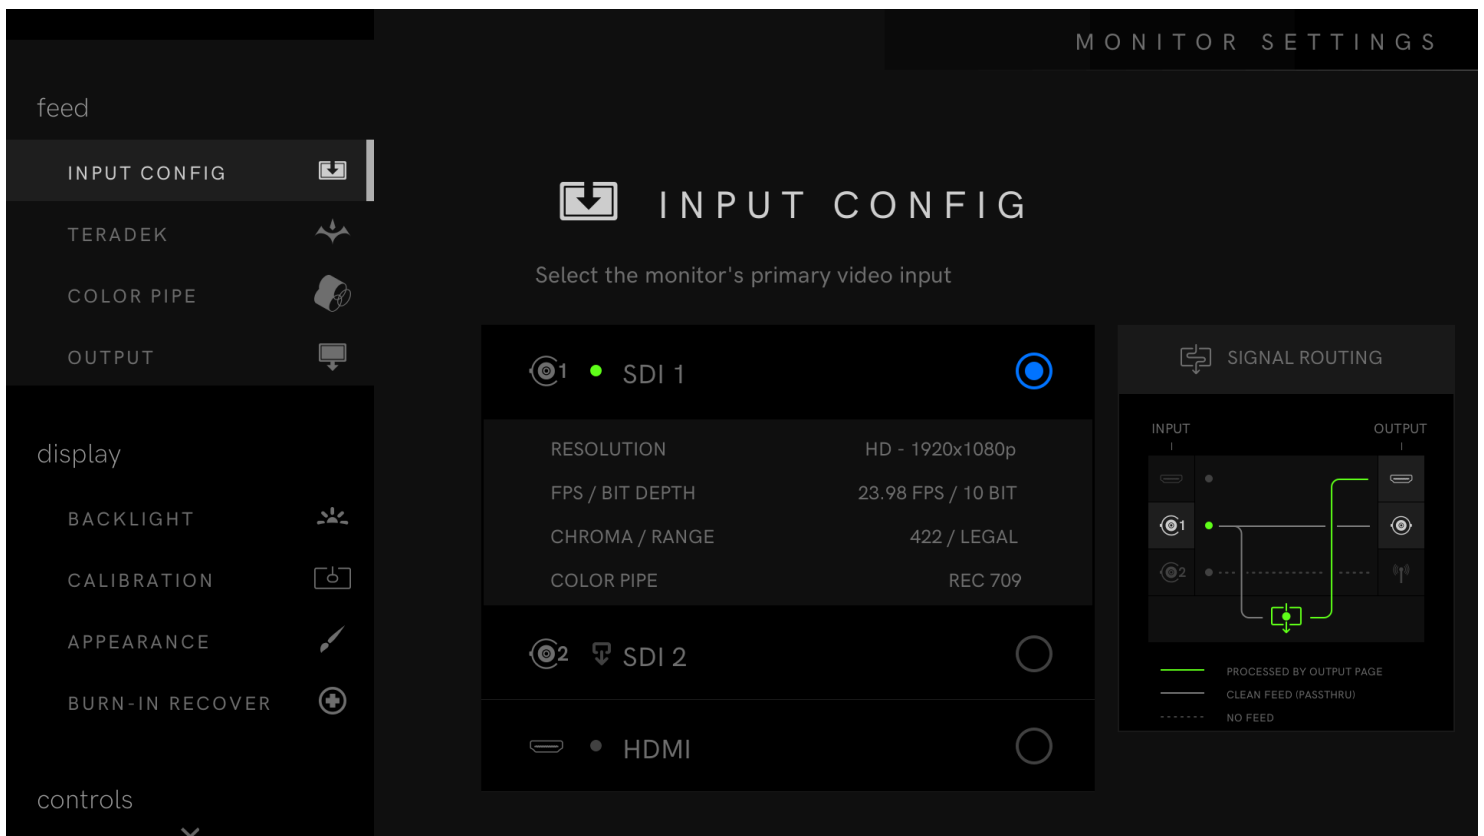 MONITOR SETTINGS
feed
INPUT CONFIG
TERADEK
COLOR PIPE
OUTPUT
display
BACKLIGHT
CALIBRATION
APPEARANCE
BURN-IN RECOVER
controls
INPUT CONFIG
Select the monitor's primary video input
1 SDI 1
RESOLUTION HD - 1920x1080p
FPS / BIT DEPTH 23.98 FPS / 10 BIT
CHROMA / RANGE 422 / LEGAL
COLOR PIPE REC 709
2 SDI 2
HDMI
SIGNAL ROUTING
INPUT OUTPUT
1
2
PROCESSED BY OUTPUT PAGE
CLEAN FEED (PASSTHRU)
NO FEED